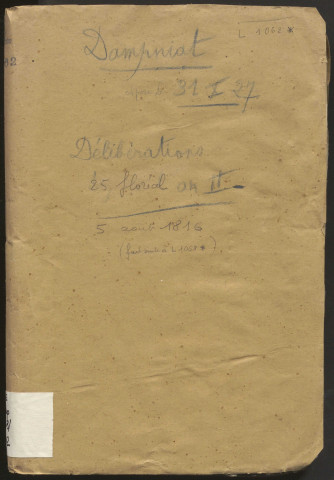 L 1062 *
Dampniat
31 I 27
Délibérations
25 floréal an II -
5 août 1816